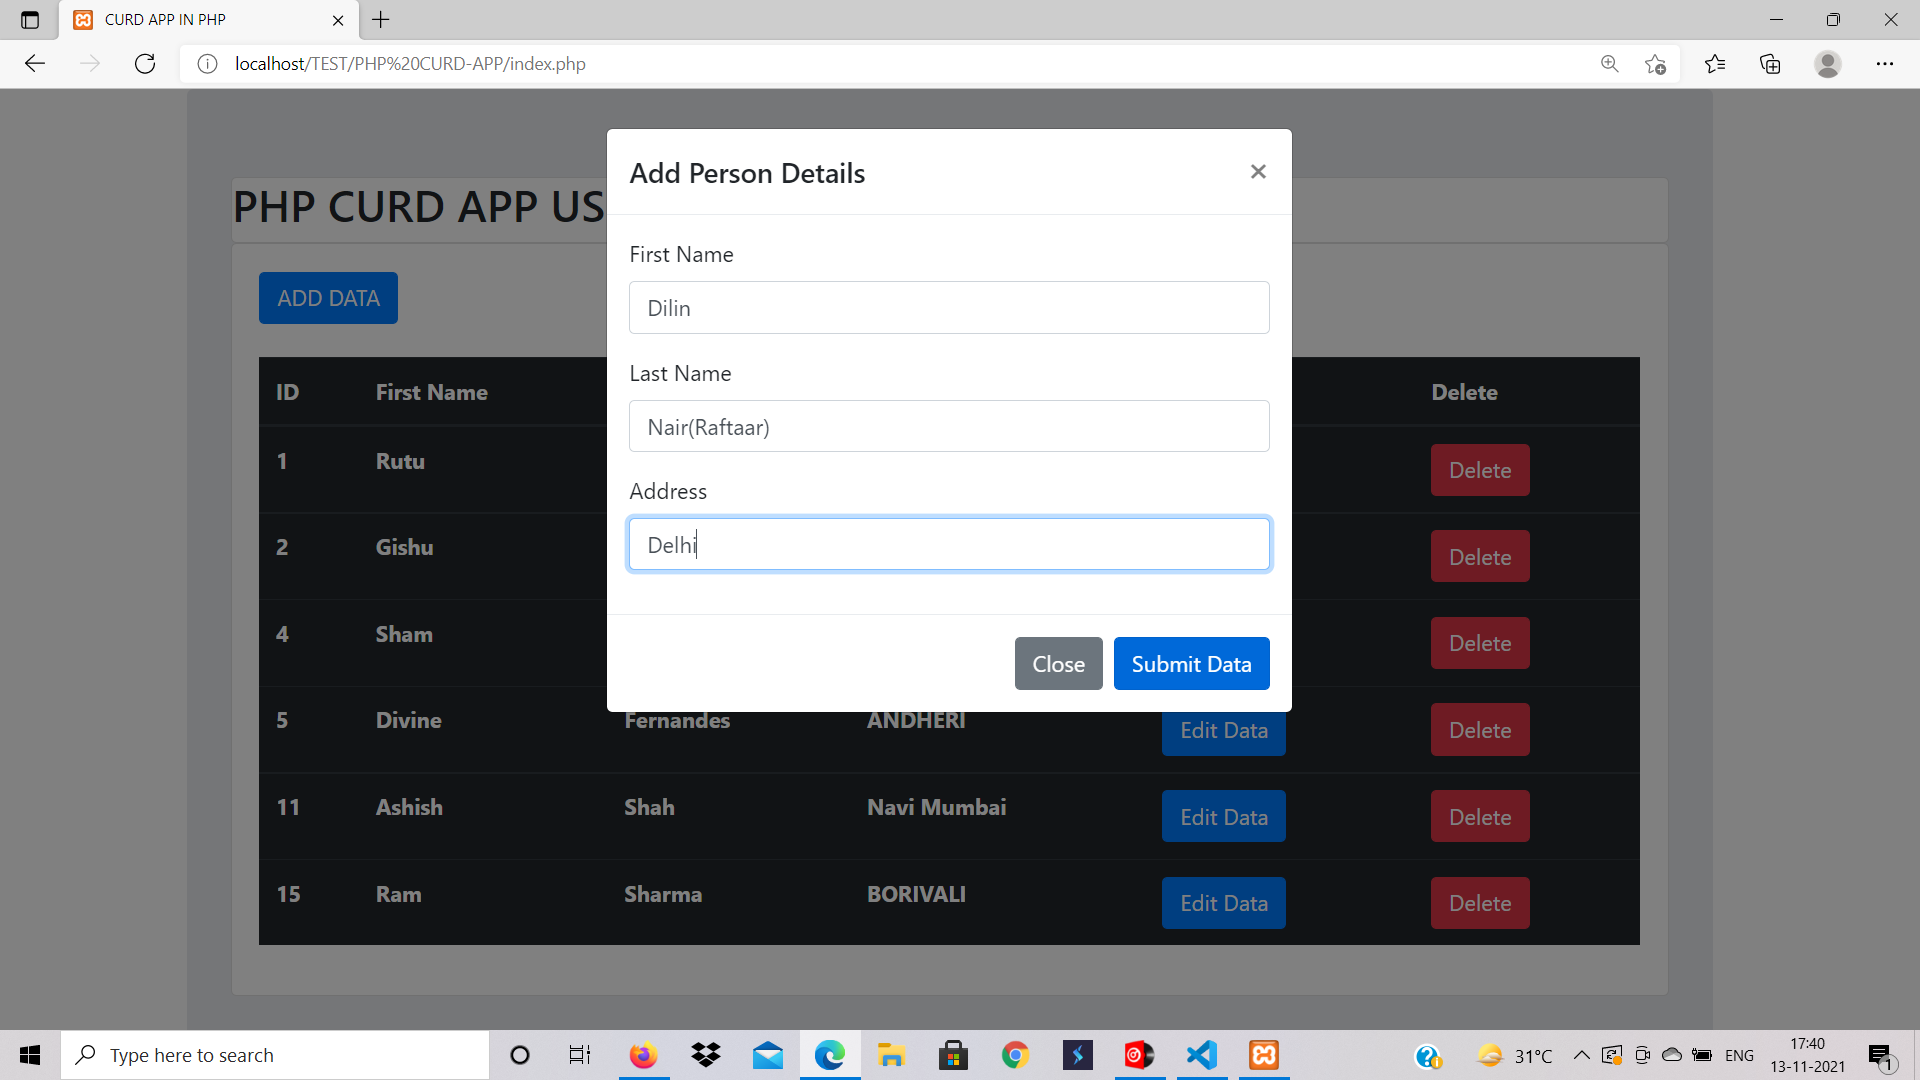 CURD APP IN PHP
localhost/TEST/PHP%20CURD-APP/index.php
Add Person Details
×
PHP CURD APP US
First Name
Dilin
ADD DATA
Last Name
Nair(Raftaar)
Address
Delhi
Close Submit Data
ID First Name Delete
1 Rutu Delete
2 Gishu Delete
4 Sham Delete
5 Divine Fernandes ANDHERI Edit Data Delete
11 Ashish Shah Navi Mumbai Edit Data Delete
15 Ram Sharma BORIVALI Edit Data Delete
Type here to search
31°C
ENG
17:40
13-11-2021
1